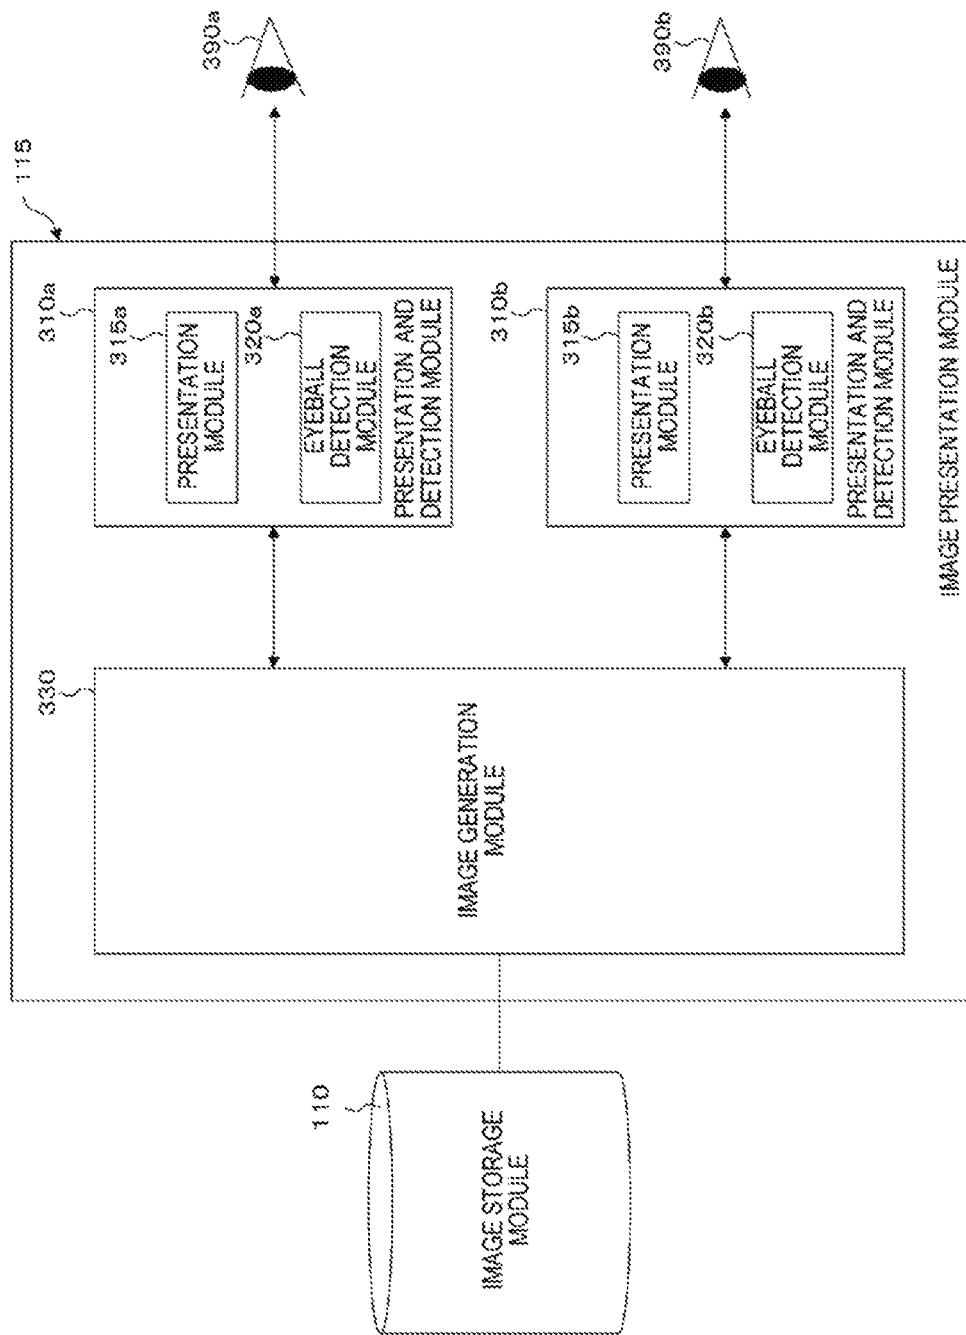 115
110
IMAGE STORAGE
MODULE
330
IMAGE GENERATION
MODULE
310a
315a
PRESENTATION
MODULE
320a
EYEBALL
DETECTION
MODULE
PRESENTATION AND
DETECTION MODULE
390a
310b
315b
PRESENTATION
MODULE
320b
EYEBALL
DETECTION
MODULE
PRESENTATION AND
DETECTION MODULE
390b
IMAGE PRESENTATION MODULE